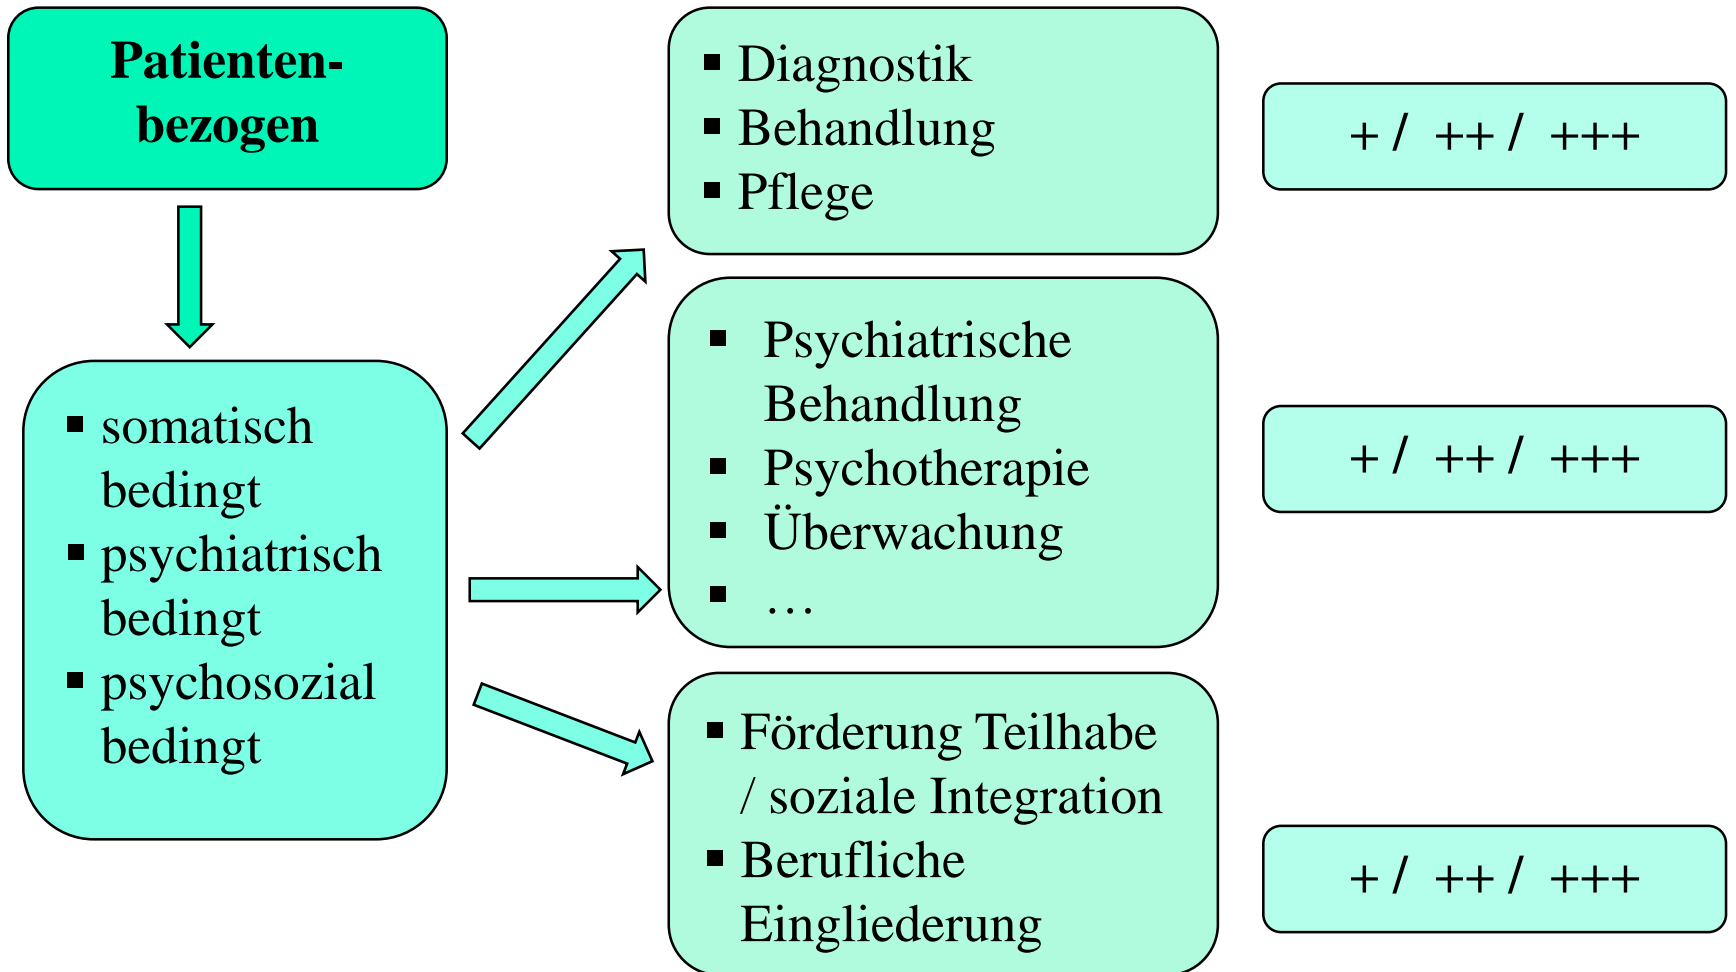 Patienten-
bezogen
▪ somatisch
bedingt
▪ psychiatrisch
bedingt
▪ psychosozial
bedingt
▪ Diagnostik
▪ Behandlung
▪ Pflege
+ / ++ / +++
▪ Psychiatrische
Behandlung
▪ Psychotherapie
▪ Überwachung
▪ …
+ / ++ / +++
▪ Förderung Teilhabe
/ soziale Integration
▪ Berufliche
Eingliederung
+ / ++ / +++